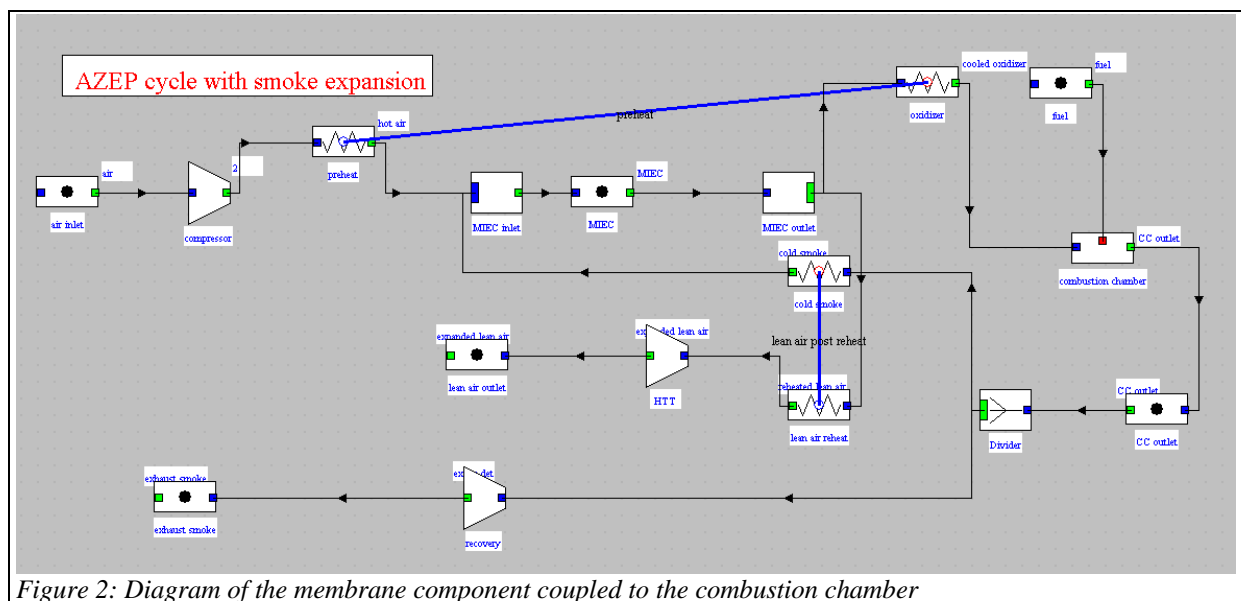 AZEP cycle with smoke expansion
cooled oxidizer
fuel
oxidizer
fuel
preheat
hot air
preheat
air
2
MIEC
air inlet
compressor
MIEC inlet
MIEC
MIEC outlet
CC outlet
cold smoke
cold smoke
combustion chamber
expanded lean air
expanded lean air
lean air post reheat
lean air outlet
HTT
reheated lean air
lean air reheat
CC outlet
Divider
CC outlet
exhaust smoke
exhaust smoke
recovery
Figure 2: Diagram of the membrane component coupled to the combustion chamber